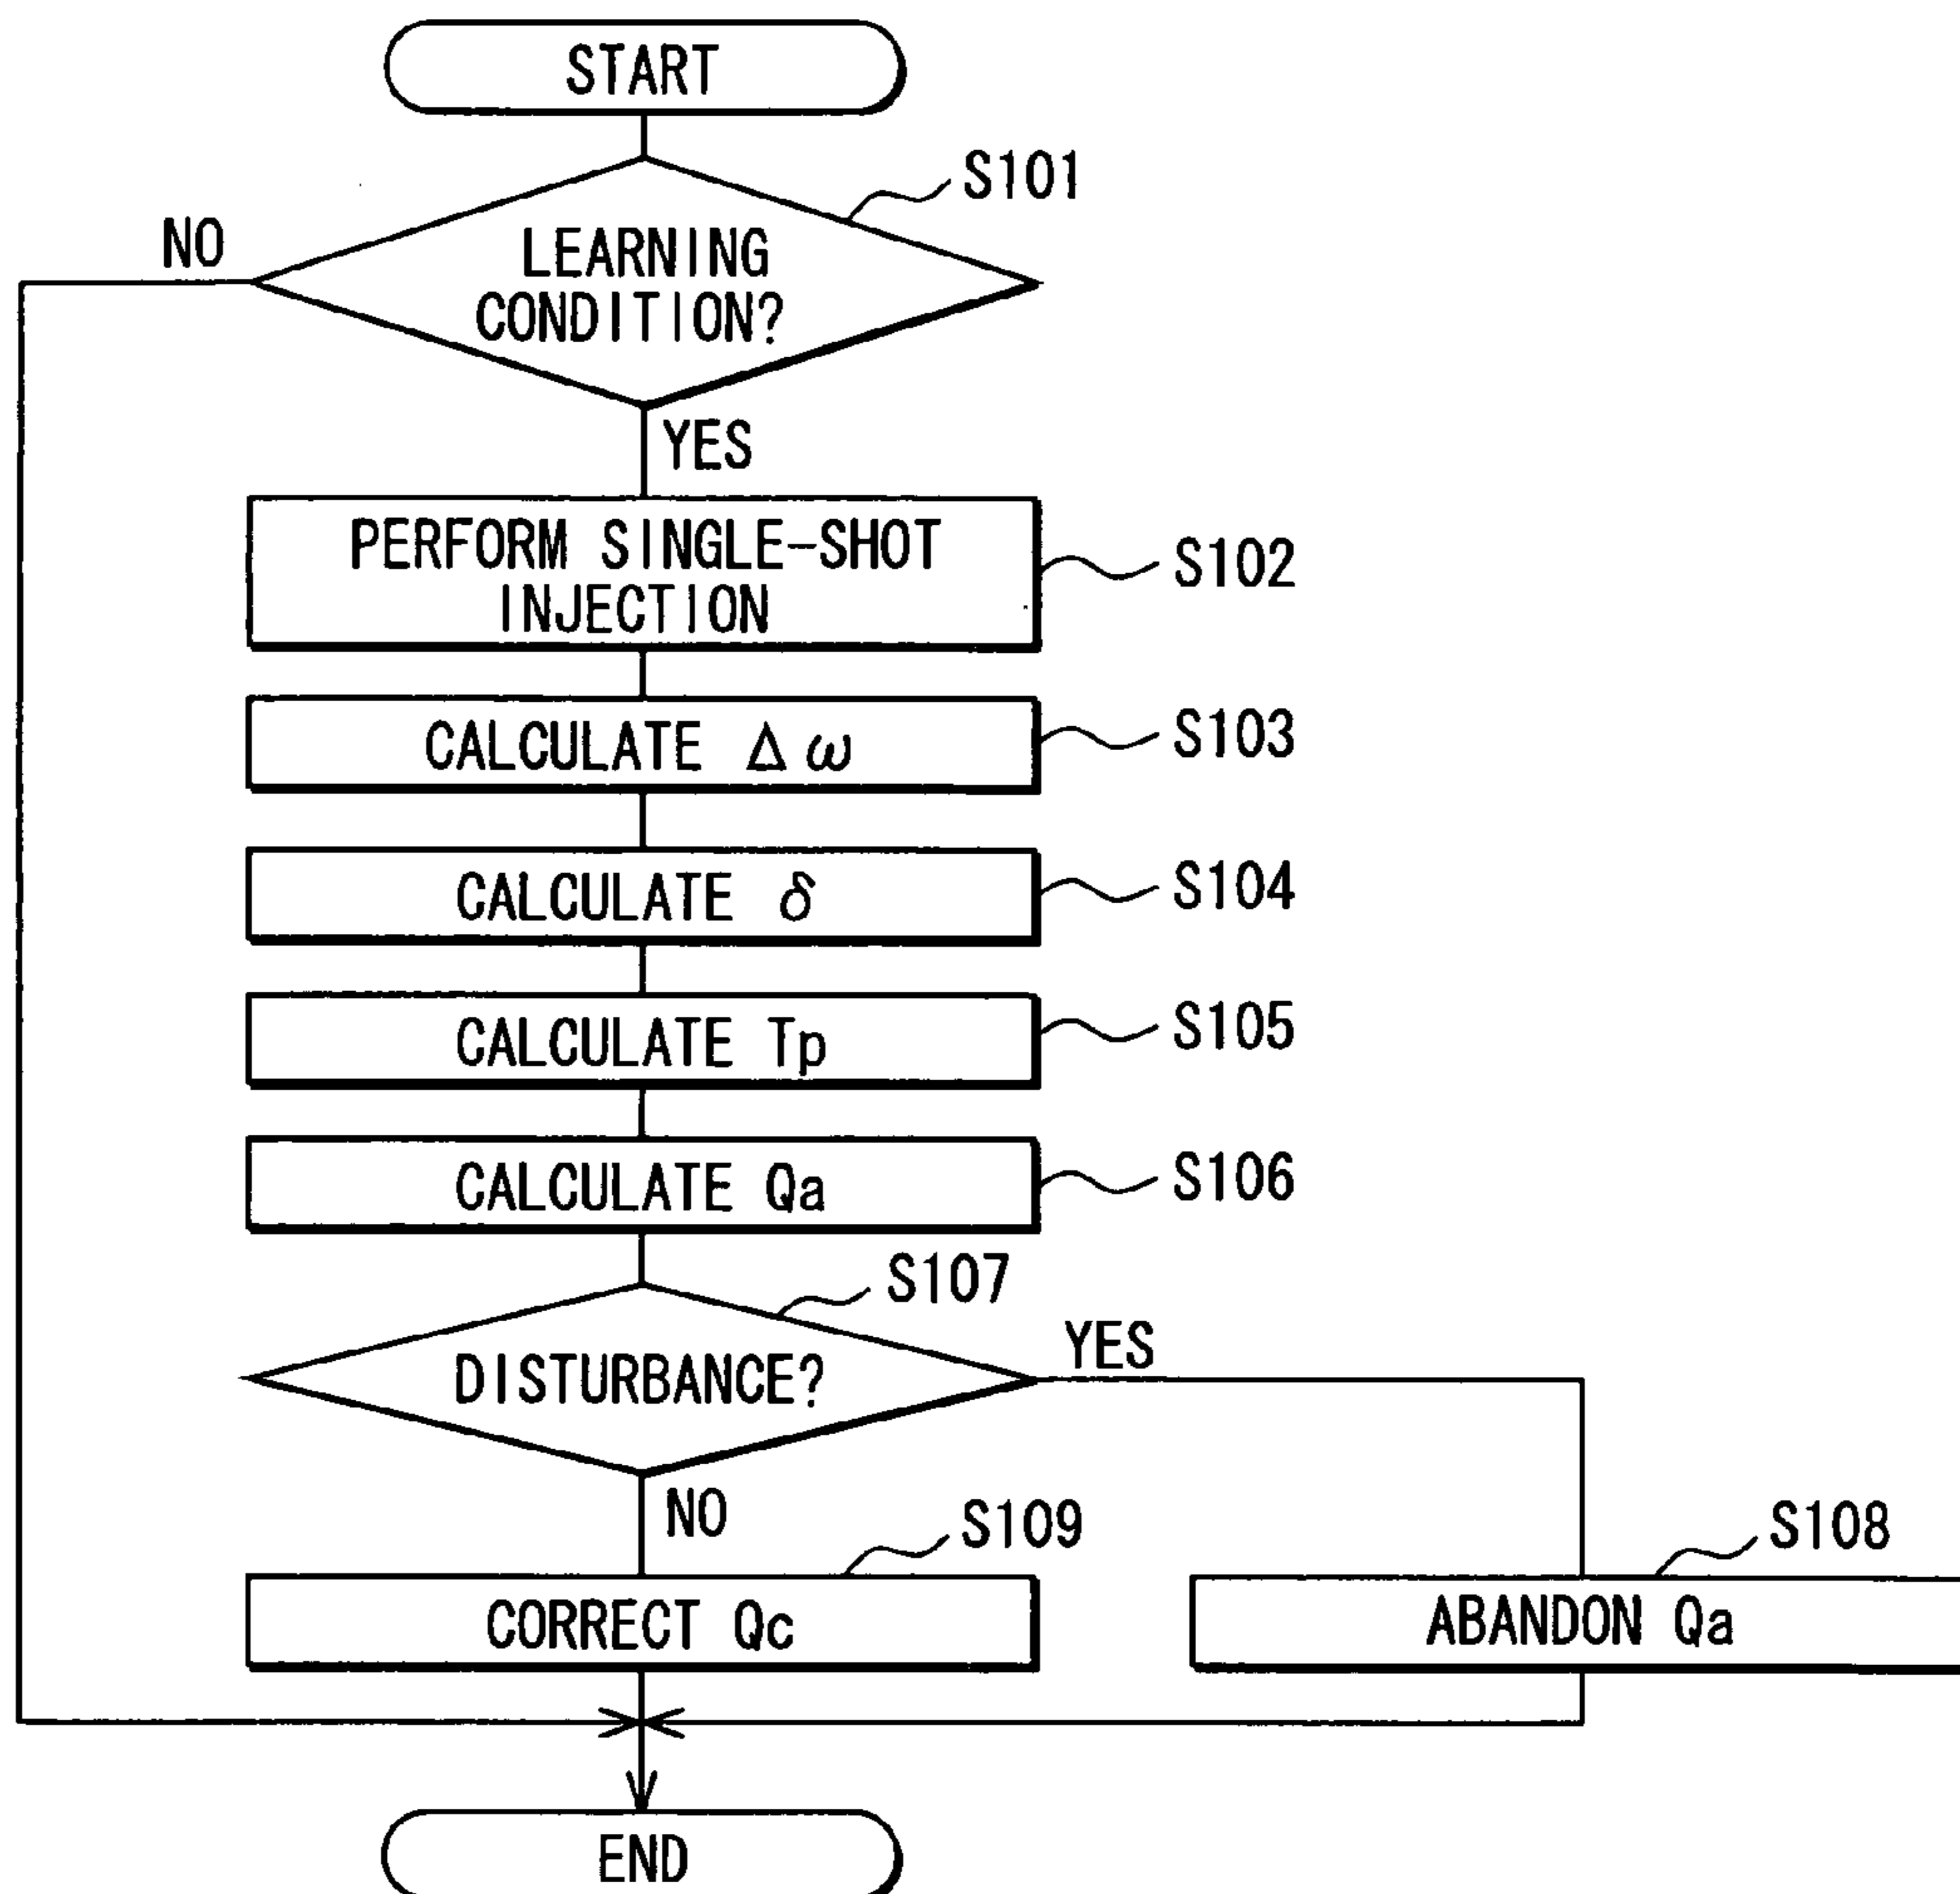 START
S101
NO
LEARNING
CONDITION?
YES
PERFORM SINGLE-SHOT
INJECTION
S102
CALCULATE Δω
S103
CALCULATE δ
S104
CALCULATE Tp
S105
CALCULATE Qa
S106
S107
DISTURBANCE?
YES
NO
S109
S108
CORRECT Qc
ABANDON Qa
END